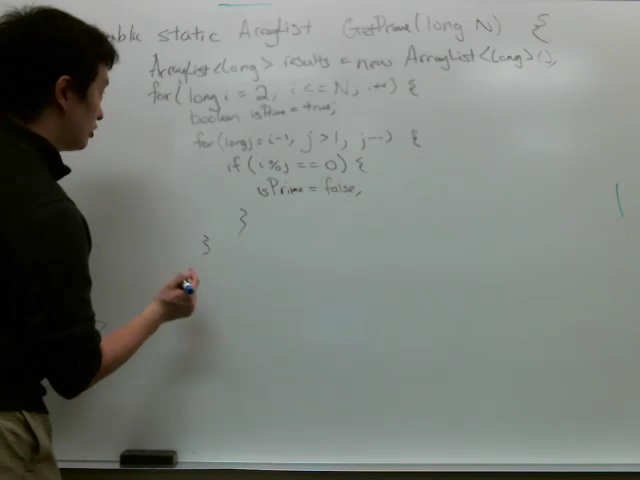 public static ArrayList GetPrime(long N) {
ArrayList<Long> results = new ArrayList<Long>();
for(long i = 2, i <= N; i++) {
boolean isPrime = true;
for(long j = i-1, j > 1, j--) {
if (i%j == 0) {
isPrime = false;
}
}